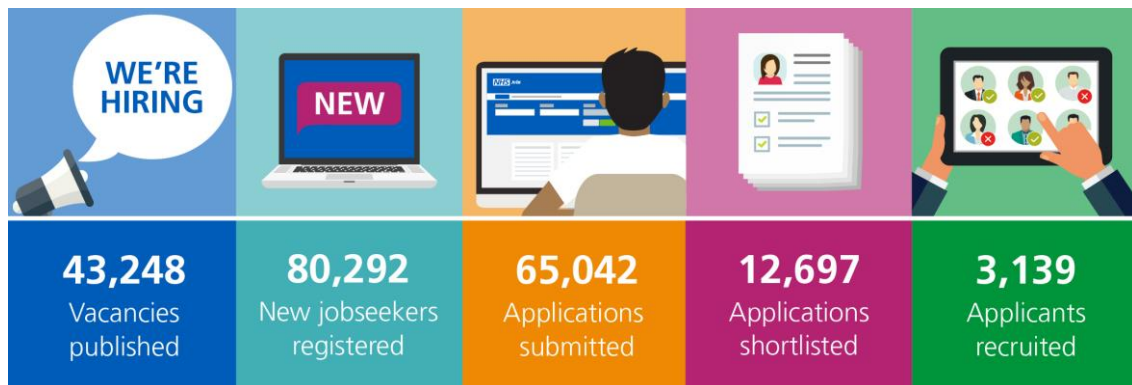 WE'RE
HIRING
NEW
NHS Jobs
43,248
Vacancies
published
80,292
New jobseekers
registered
65,042
Applications
submitted
12,697
Applications
shortlisted
3,139
Applicants
recruited